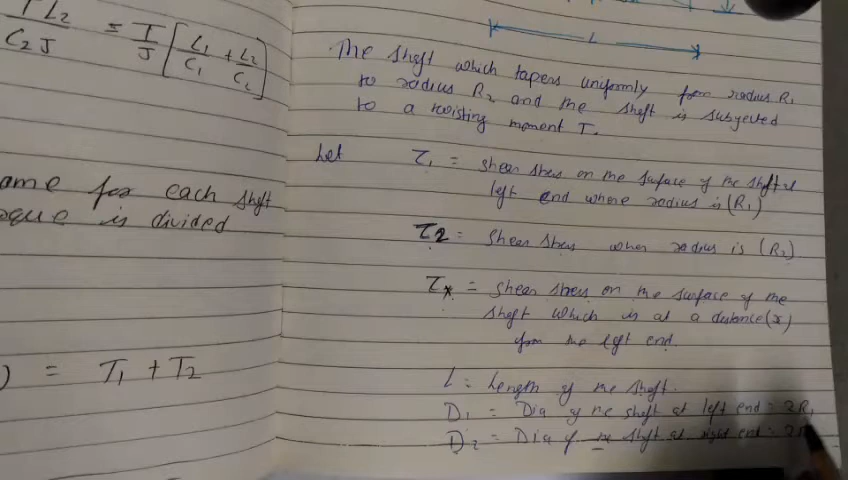 L2/C2J = T/J [L1/C1 + L2/C2]
ame for each shaft
oque is divided
) = T1 + T2
L
The shaft which tapers uniformly from radius R1
to radius R2 and the shaft is subjected
to a twisting moment T.
Let τ1 = shear stress on the surface of the shaft at
left end where radius is (R1)
τ2 = Shear stress when radius is (R2)
τx = shear stress on the surface of the
shaft which is at a distance (x)
from the left end.
L = Length of the shaft.
D1 = Dia of the shaft at left end = 2R1
D2 = Dia of the shaft at right end = 2